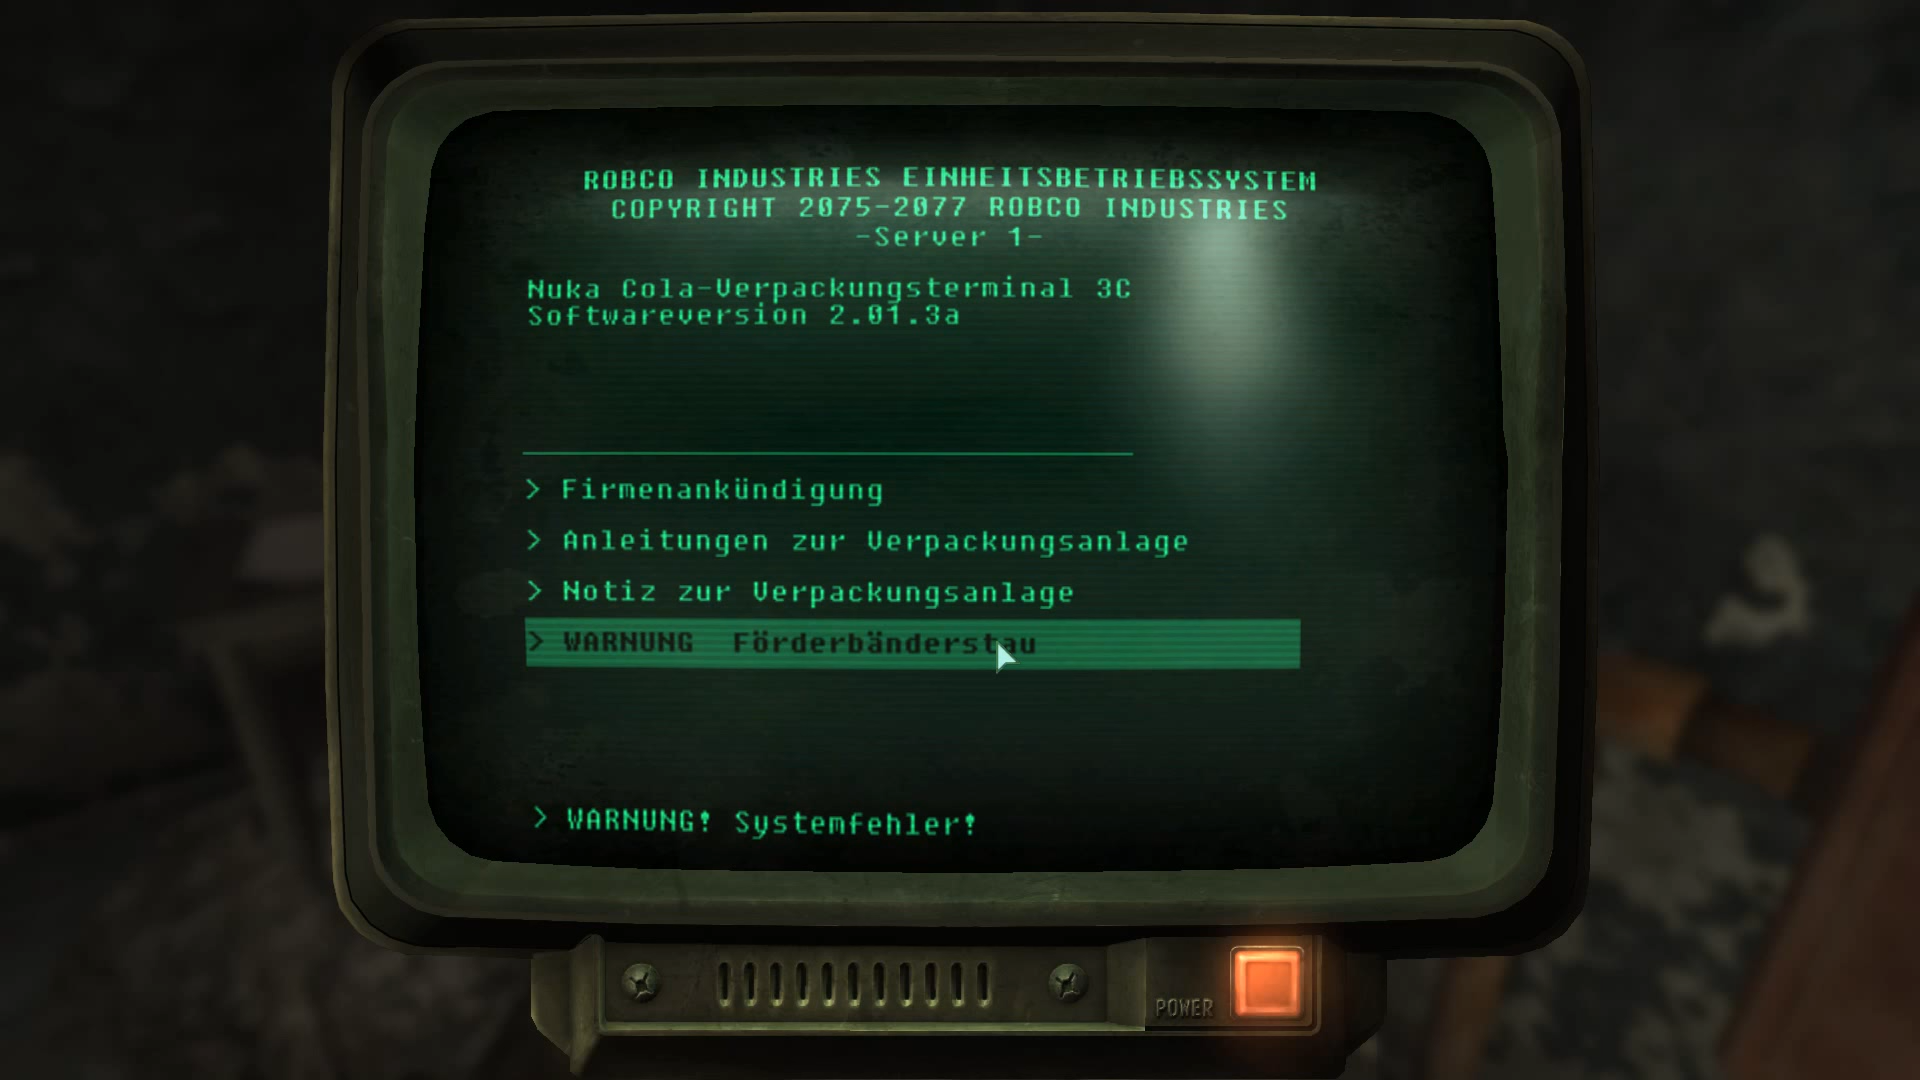 ROBCO INDUSTRIES EINHEITSBETRIEBSSYSTEM
COPYRIGHT 2075-2077 ROBCO INDUSTRIES
-Server 1-
Nuka Cola-Verpackungsterminal 3C
Softwareversion 2.01.3a
> Firmenankündigung
> Anleitungen zur Verpackungsanlage
> Notiz zur Verpackungsanlage
> WARNUNG  Förderbänderstau
> WARNUNG! Systemfehler!
POWER